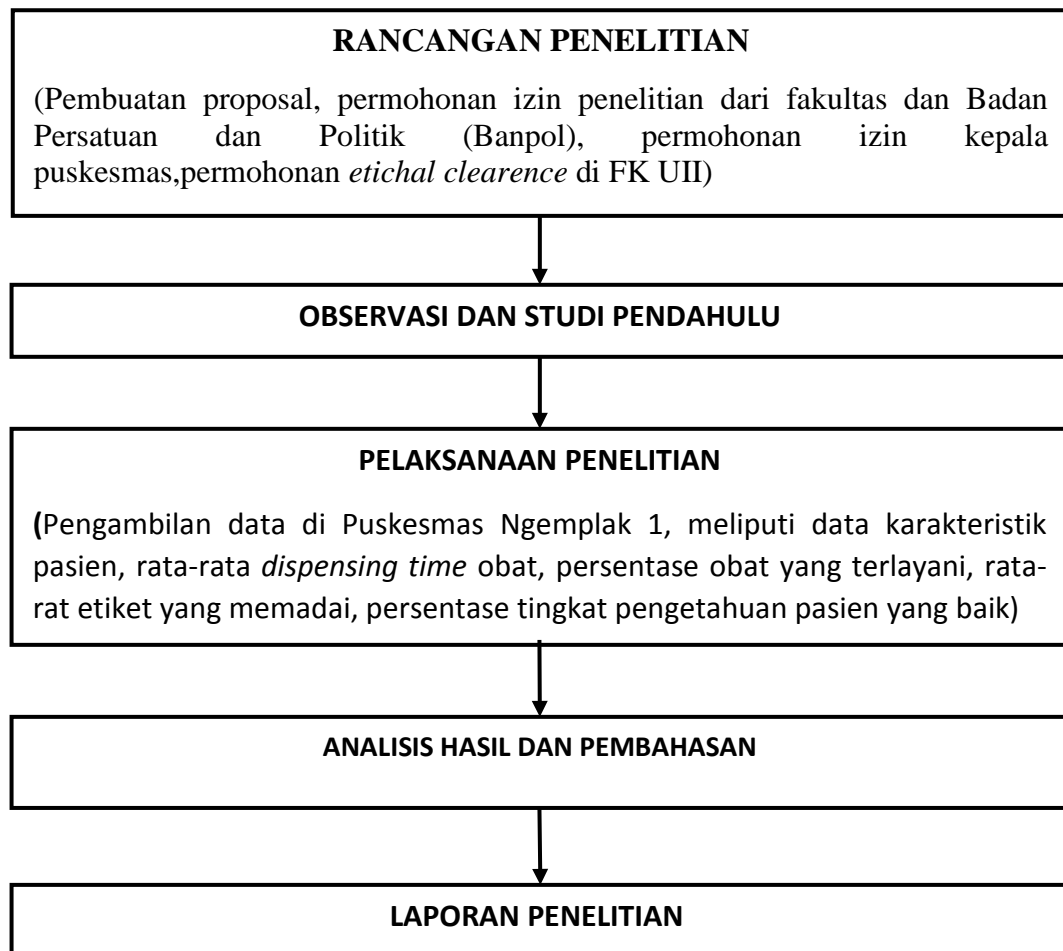 RANCANGAN PENELITIAN
(Pembuatan proposal, permohonan izin penelitian dari fakultas dan Badan
Persatuan dan Politik (Banpol), permohonan izin kepala
puskesmas,permohonan etichal clearence di FK UII)
OBSERVASI DAN STUDI PENDAHULU
PELAKSANAAN PENELITIAN
(Pengambilan data di Puskesmas Ngemplak 1, meliputi data karakteristik
pasien, rata-rata dispensing time obat, persentase obat yang terlayani, rata-
rat etiket yang memadai, persentase tingkat pengetahuan pasien yang baik)
ANALISIS HASIL DAN PEMBAHASAN
LAPORAN PENELITIAN